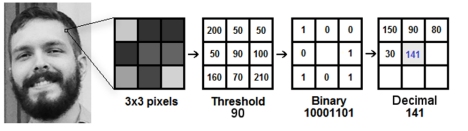 200 50 50
50 90 100
160 70 210
1 0 0
0 1
1 0 1
150 90 80
30 141
3x3 pixels
Threshold
90
Binary
10001101
Decimal
141